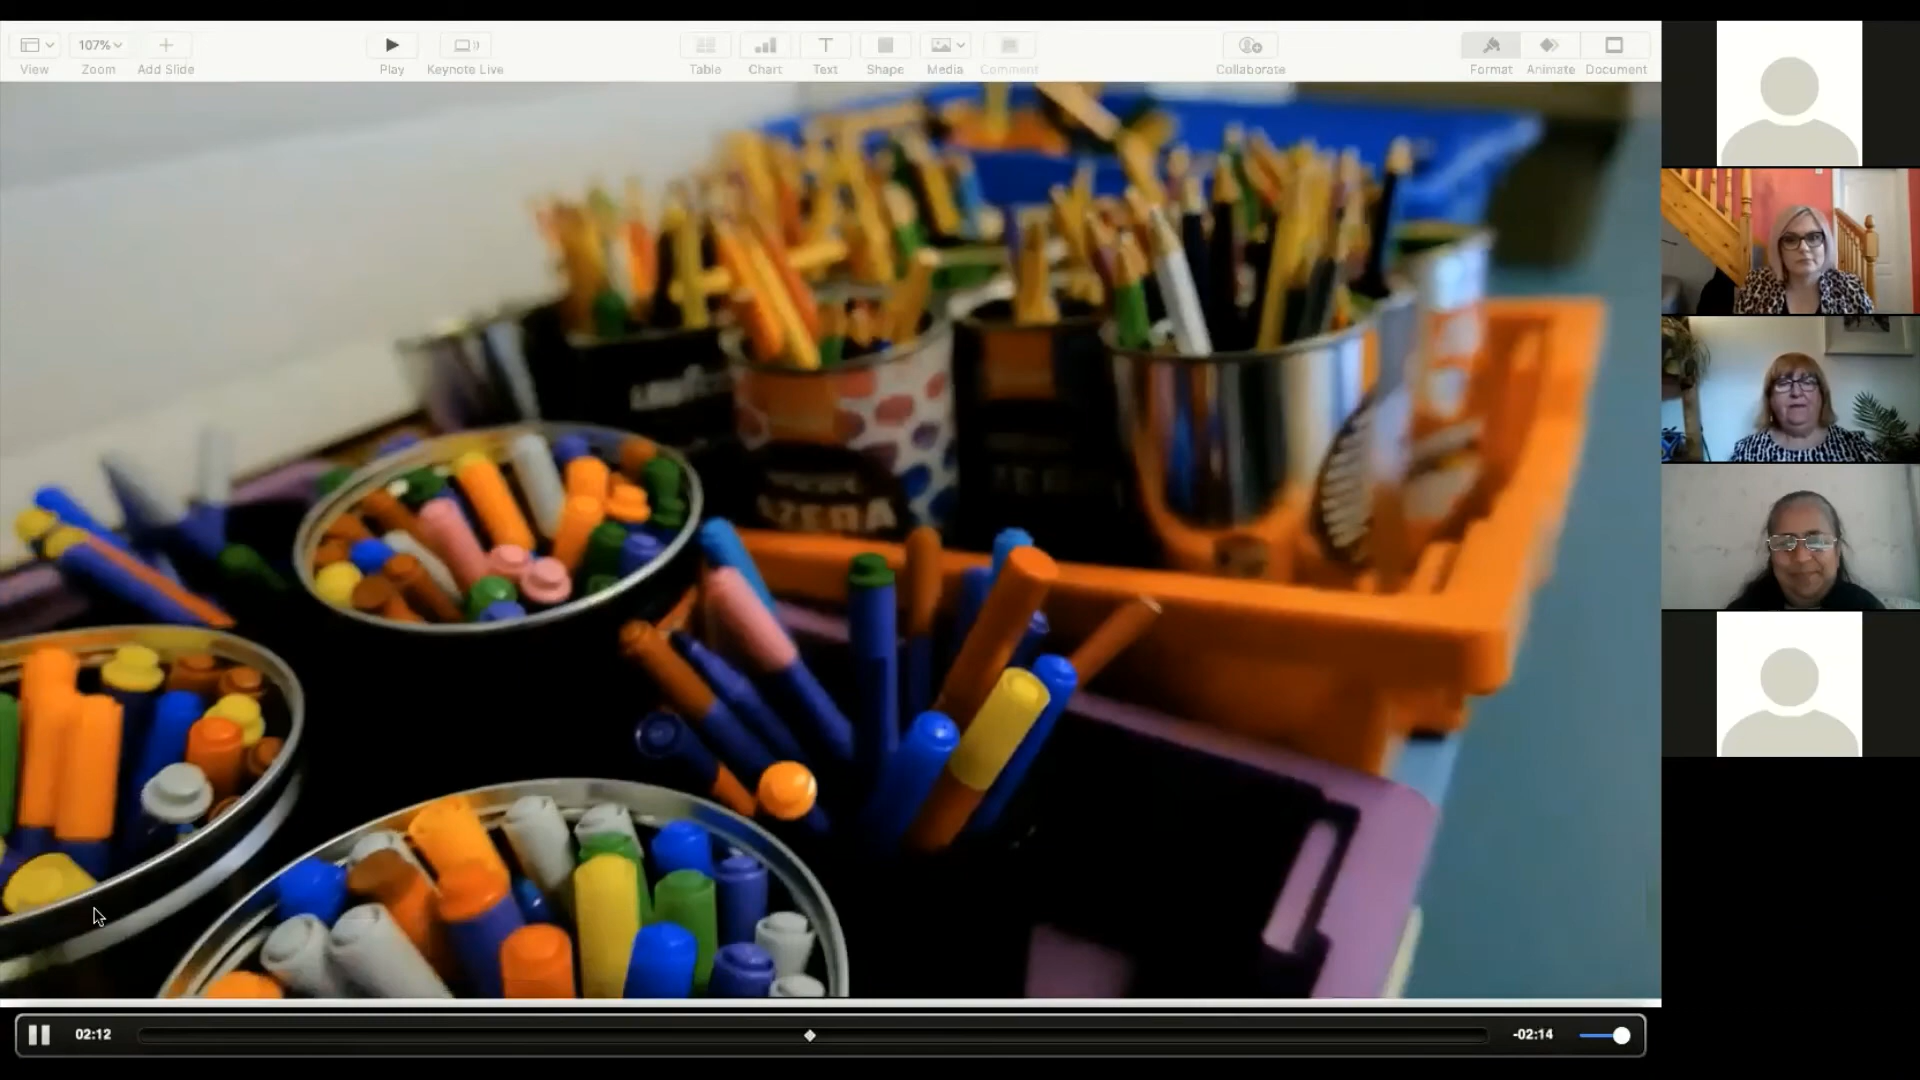 107%
View
Zoom
Add Slide
Play
Keynote Live
Table
Chart
Text
Shape
Media
Comment
Collaborate
Format
Animate
Document
02:12
-02:14